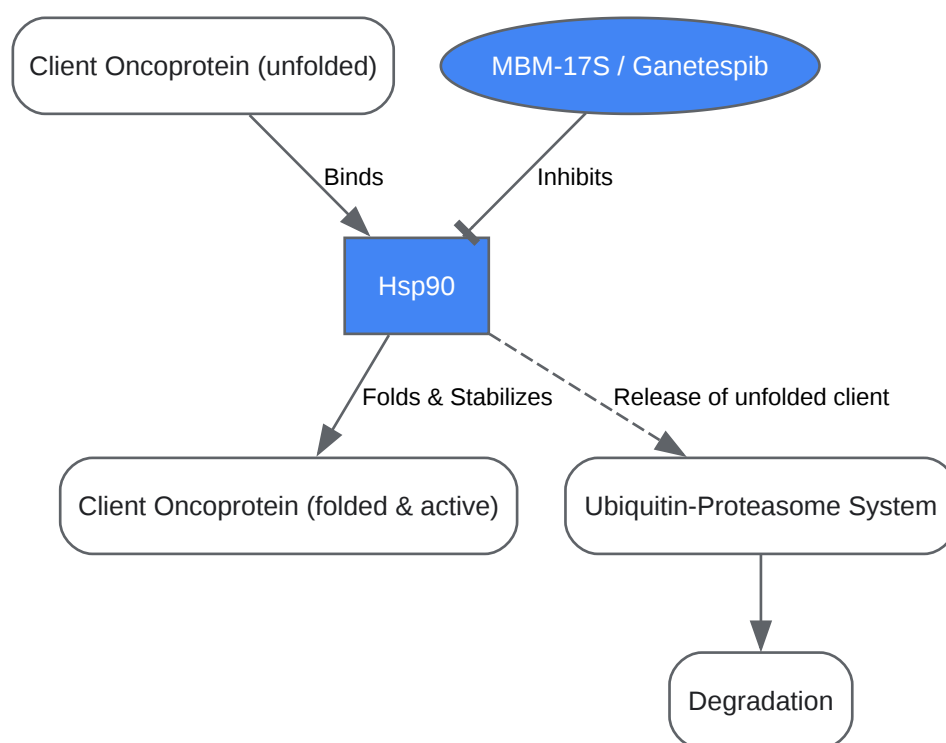 Client Oncoprotein (unfolded)
MBM-17S / Ganetespib
Binds
Inhibits
Hsp90
Folds & Stabilizes
Release of unfolded client
Client Oncoprotein (folded & active)
Ubiquitin-Proteasome System
Degradation